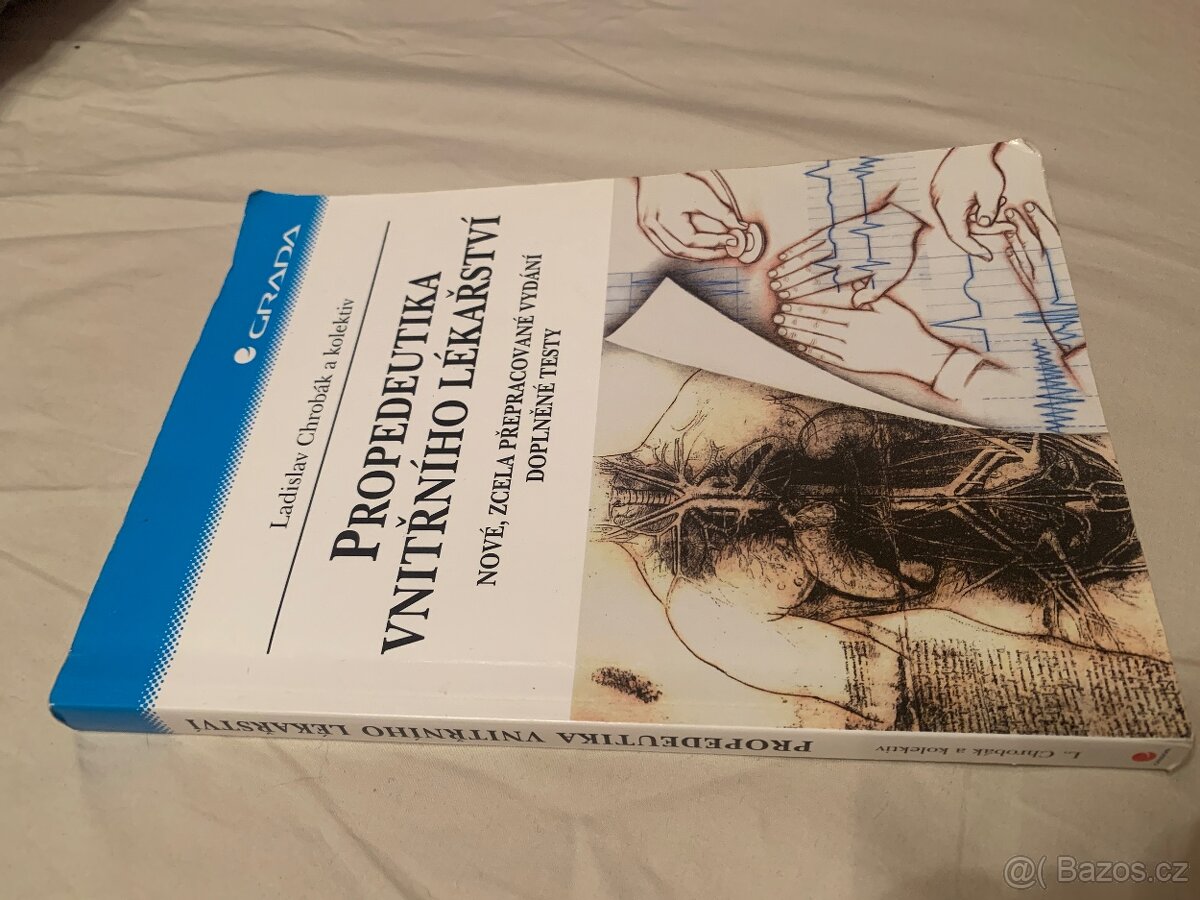 GRADA
Ladislav Chrobák a kolektiv
PROPEDEUTIKA
VNITŘNÍHO LÉKAŘSTVÍ
NOVÉ, ZCELA PŘEPRACOVANÉ VYDÁNÍ
DOPLNĚNÉ TESTY
PROPEDEUTIKA VNITŘNÍHO LÉKAŘSTVÍ
L. Chrobák a kolektiv
@( Bazos.cz